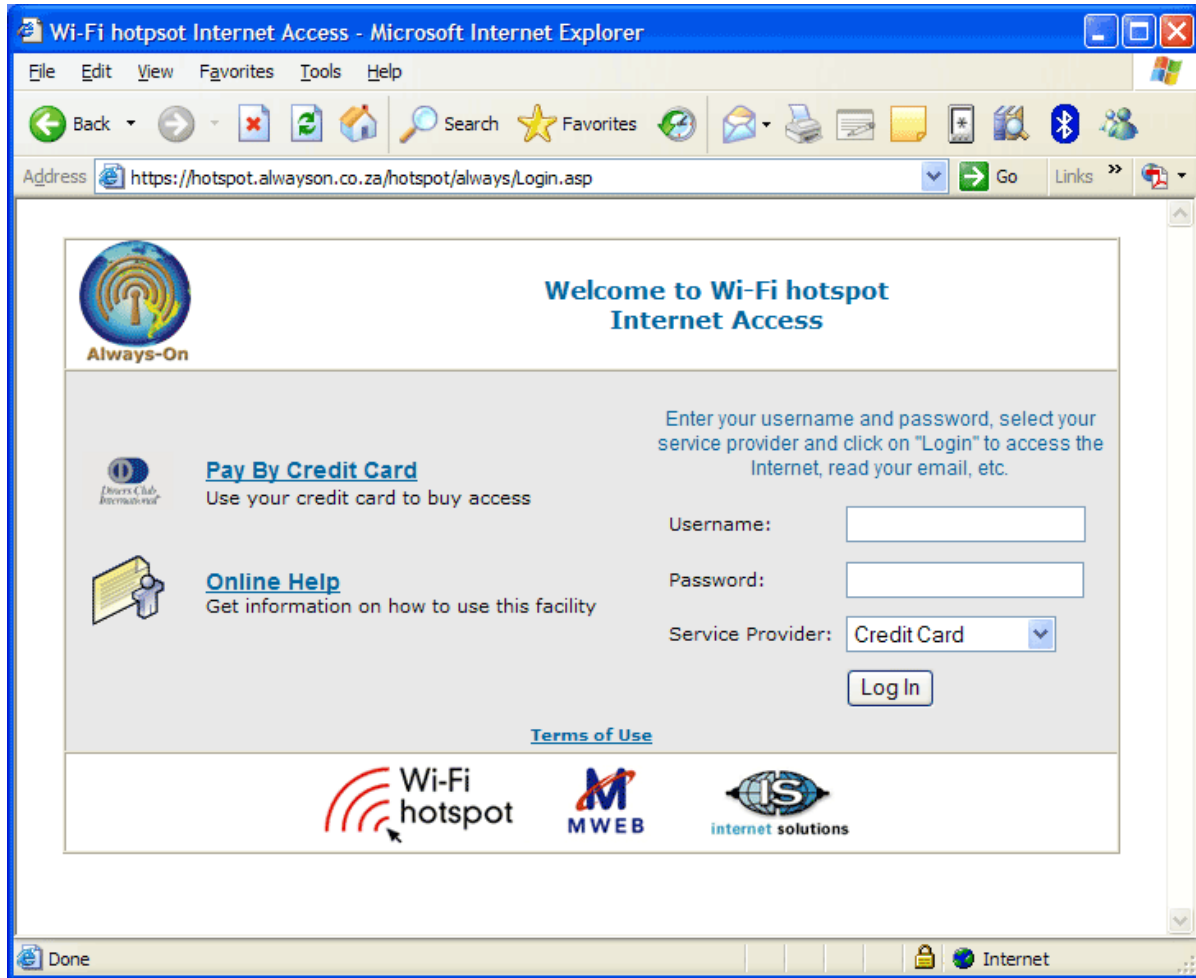 Wi-Fi hotpsot Internet Access - Microsoft Internet Explorer
File Edit View Favorites Tools Help
Back Search Favorites
Address https://hotspot.alwayson.co.za/hotspot/always/Login.asp Go Links »
Always-On
Welcome to Wi-Fi hotspot
Internet Access
Diners Club
International
Pay By Credit Card
Use your credit card to buy access
Online Help
Get information on how to use this facility
Enter your username and password, select your
service provider and click on "Login" to access the
Internet, read your email, etc.
Username:
Password:
Service Provider: Credit Card
Log In
Terms of Use
Wi-Fi
hotspot
M
MWEB
IS
internet solutions
Done Internet